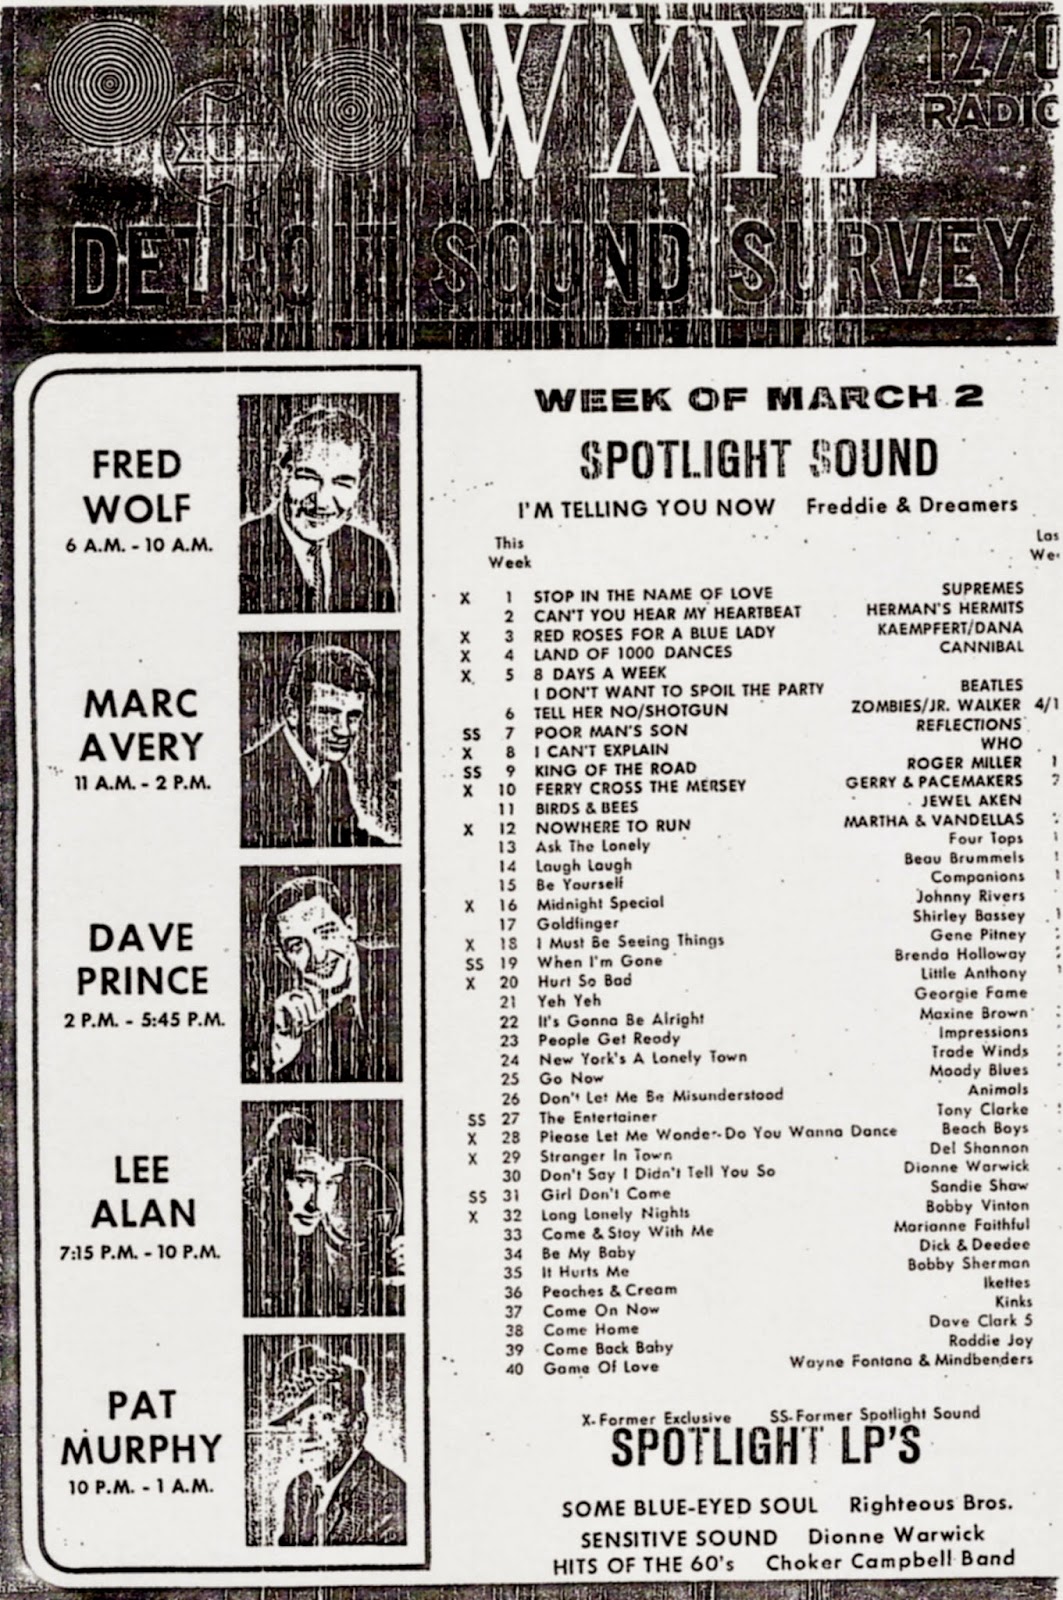 WXYZ
1270
RADIO
DETROIT SOUND SURVEY
FRED
WOLF
6 A.M. - 10 A.M.
MARC
AVERY
11 A.M. - 2 P.M.
DAVE
PRINCE
2 P.M. - 5:45 P.M.
LEE
ALAN
7:15 P.M. - 10 P.M.
PAT
MURPHY
10 P.M. - 1 A.M.
WEEK OF MARCH 2
SPOTLIGHT SOUND
I'M TELLING YOU NOW Freddie & Dreamers
This Las
Week We
X 1 STOP IN THE NAME OF LOVE SUPREMES
2 CAN'T YOU HEAR MY HEARTBEAT HERMAN'S HERMITS
X 3 RED ROSES FOR A BLUE LADY KAEMPFERT/DANA
X 4 LAND OF 1000 DANCES CANNIBAL
X 5 8 DAYS A WEEK
I DON'T WANT TO SPOIL THE PARTY BEATLES
6 TELL HER NO/SHOTGUN ZOMBIES/JR. WALKER 4/1
SS 7 POOR MAN'S SON REFLECTIONS
X 8 I CAN'T EXPLAIN WHO
SS 9 KING OF THE ROAD ROGER MILLER 1
X 10 FERRY CROSS THE MERSEY GERRY & PACEMAKERS
11 BIRDS & BEES JEWEL AKEN
X 12 NOWHERE TO RUN MARTHA & VANDELLAS
13 Ask The Lonely Four Tops
14 Laugh Laugh Beau Brummels
15 Be Yourself Companions
X 16 Midnight Special Johnny Rivers
17 Goldfinger Shirley Bassey
X 18 I Must Be Seeing Things Gene Pitney
SS 19 When I'm Gone Brenda Holloway
X 20 Hurt So Bad Little Anthony
21 Yeh Yeh Georgie Fame
22 It's Gonna Be Alright Maxine Brown
23 People Get Ready Impressions
24 New York's A Lonely Town Trade Winds
25 Go Now Moody Blues
26 Don't Let Me Be Misunderstood Animals
SS 27 The Entertainer Tony Clarke
X 28 Please Let Me Wonder-Do You Wanna Dance Beach Boys
X 29 Stranger In Town Del Shannon
30 Don't Say I Didn't Tell You So Dionne Warwick
SS 31 Girl Don't Come Sandie Shaw
X 32 Long Lonely Nights Bobby Vinton
33 Come & Stay With Me Marianne Faithful
34 Be My Baby Dick & Deedee
35 It Hurts Me Bobby Sherman
36 Peaches & Cream Ikettes
37 Come On Now Kinks
38 Come Home Dave Clark 5
39 Come Back Baby Roddie Joy
40 Game Of Love Wayne Fontana & Mindbenders
X-Former Exclusive SS-Former Spotlight Sound
SPOTLIGHT LP'S
SOME BLUE-EYED SOUL Righteous Bros.
SENSITIVE SOUND Dionne Warwick
HITS OF THE 60's Choker Campbell Band